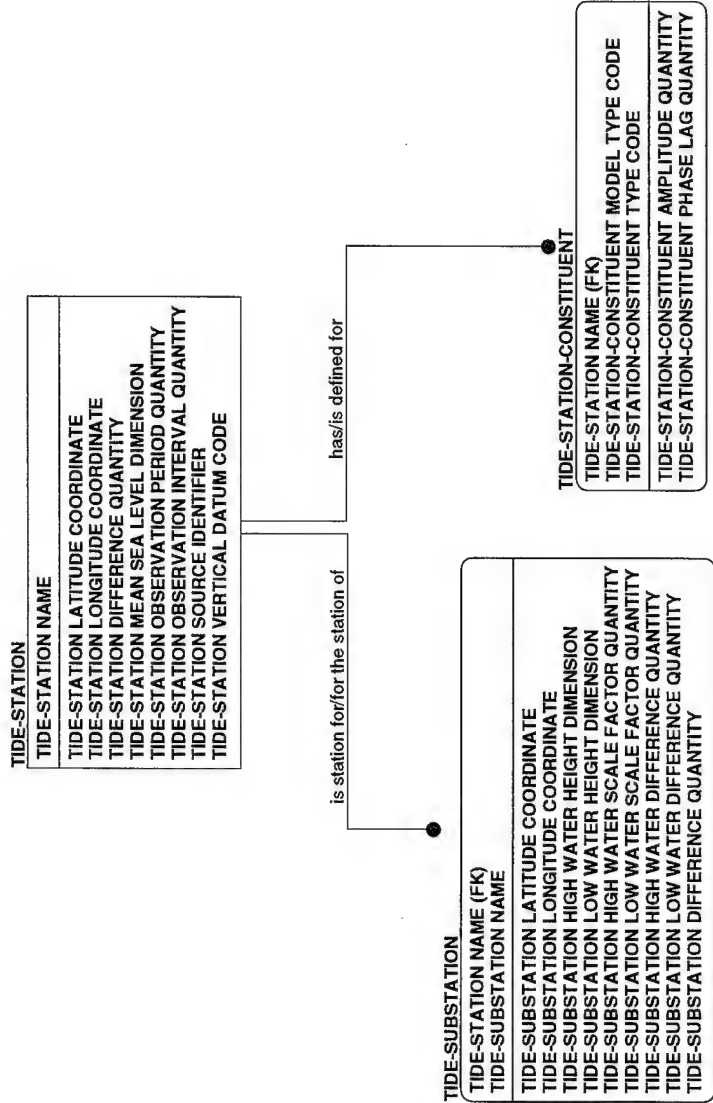 TIDE-STATION
TIDE-STATION NAME
TIDE-STATION LATITUDE COORDINATE
TIDE-STATION LONGITUDE COORDINATE
TIDE-STATION DIFFERENCE QUANTITY
TIDE-STATION MEAN SEA LEVEL DIMENSION
TIDE-STATION OBSERVATION PERIOD QUANTITY
TIDE-STATION OBSERVATION INTERVAL QUANTITY
TIDE-STATION SOURCE IDENTIFIER
TIDE-STATION VERTICAL DATUM CODE
is station for/for the station of
has/is defined for
TIDE-SUBSTATION
TIDE-STATION NAME (FK)
TIDE-SUBSTATION NAME
TIDE-SUBSTATION LATITUDE COORDINATE
TIDE-SUBSTATION LONGITUDE COORDINATE
TIDE-SUBSTATION HIGH WATER HEIGHT DIMENSION
TIDE-SUBSTATION LOW WATER HEIGHT DIMENSION
TIDE-SUBSTATION HIGH WATER SCALE FACTOR QUANTITY
TIDE-SUBSTATION LOW WATER SCALE FACTOR QUANTITY
TIDE-SUBSTATION HIGH WATER DIFFERENCE QUANTITY
TIDE-SUBSTATION LOW WATER DIFFERENCE QUANTITY
TIDE-SUBSTATION DIFFERENCE QUANTITY
TIDE-STATION-CONSTITUENT
TIDE-STATION NAME (FK)
TIDE-STATION-CONSTITUENT MODEL TYPE CODE
TIDE-STATION-CONSTITUENT TYPE CODE
TIDE-STATION-CONSTITUENT AMPLITUDE QUANTITY
TIDE-STATION-CONSTITUENT PHASE LAG QUANTITY